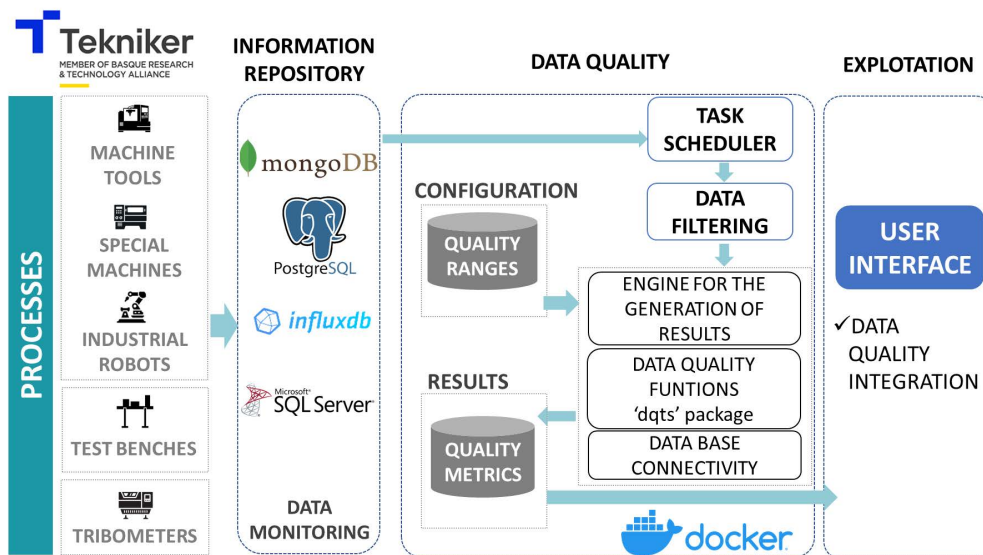 Tekniker
MEMBER OF BASQUE RESEARCH
& TECHNOLOGY ALLIANCE
INFORMATION
REPOSITORY
DATA QUALITY
EXPLOTATION
PROCESSES
MACHINE
TOOLS
SPECIAL
MACHINES
INDUSTRIAL
ROBOTS
TEST BENCHES
TRIBOMETERS
mongoDB
PostgreSQL
influxdb
Microsoft®
SQL Server®
DATA
MONITORING
TASK
SCHEDULER
DATA
FILTERING
CONFIGURATION
QUALITY
RANGES
ENGINE FOR THE
GENERATION OF
RESULTS
DATA QUALITY
FUNTIONS
'dqts' package
DATA BASE
CONNECTIVITY
RESULTS
QUALITY
METRICS
docker
USER
INTERFACE
✓DATA
QUALITY
INTEGRATION